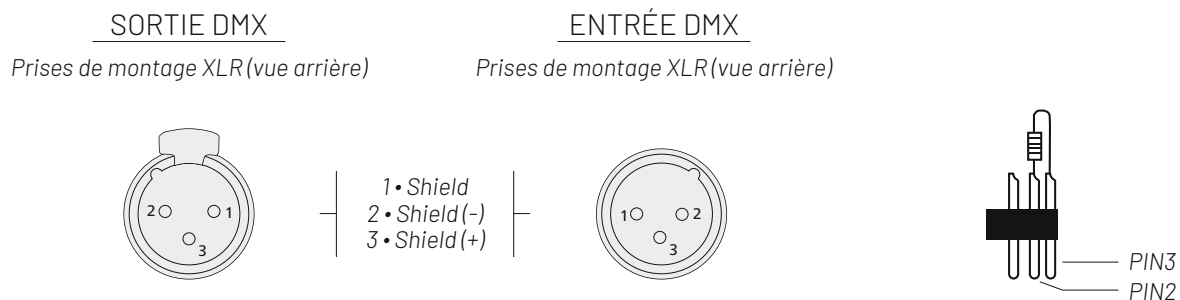 SORTIE DMX
Prises de montage XLR (vue arrière)
ENTRÉE DMX
Prises de montage XLR (vue arrière)
2
1
3
1 • Shield
2 • Shield (-)
3 • Shield (+)
1
2
3
PIN3
PIN2